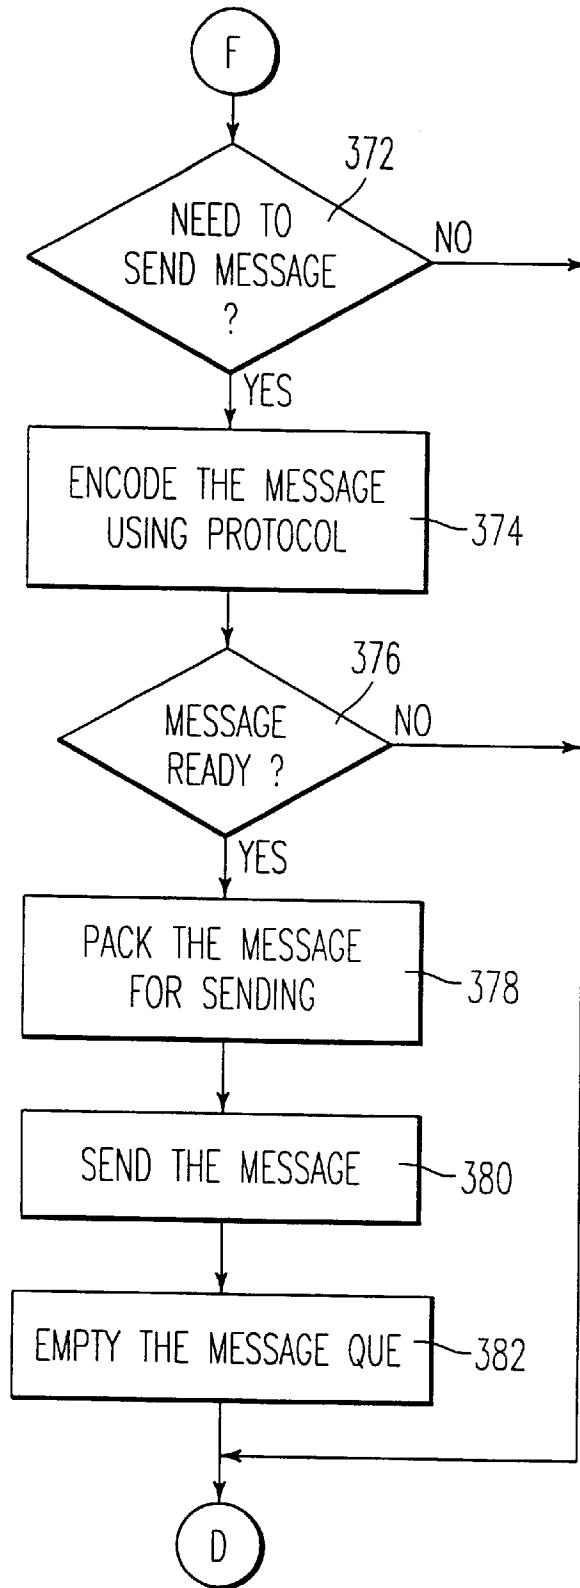 F
372
NEED TO
SEND MESSAGE
?
NO
YES
ENCODE THE MESSAGE
USING PROTOCOL
374
376
MESSAGE
READY ?
NO
YES
PACK THE MESSAGE
FOR SENDING
378
SEND THE MESSAGE
380
EMPTY THE MESSAGE QUE
382
D